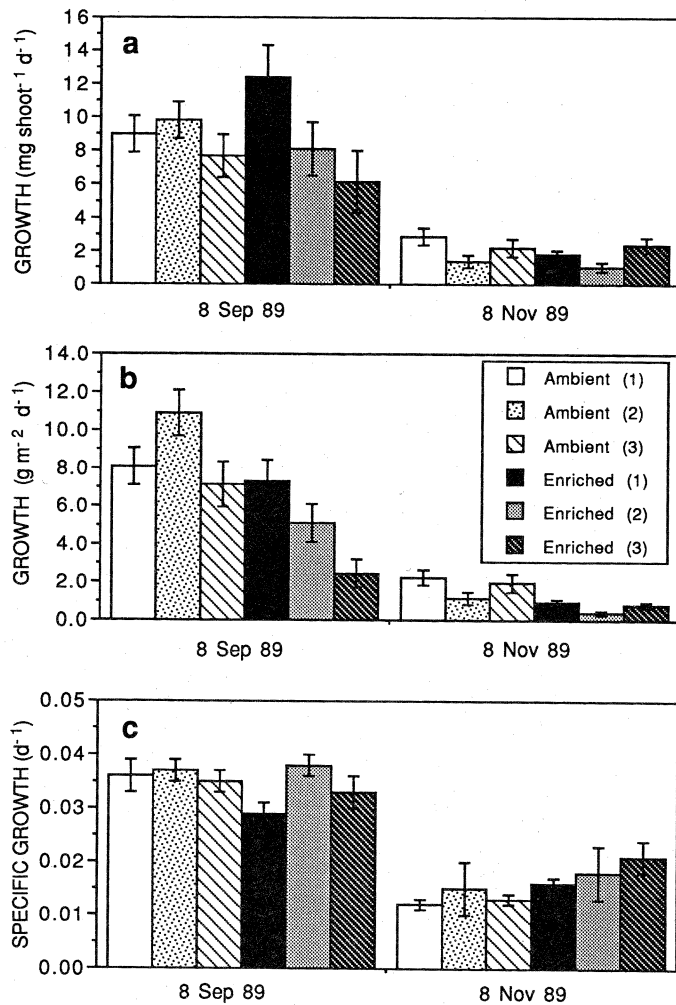 a
GROWTH (mg shoot-1 d-1)
16
14
12
10
8
6
4
2
0
8 Sep 89
8 Nov 89
b
GROWTH (g m-2 d-1)
14.0
12.0
10.0
8.0
6.0
4.0
2.0
0.0
Ambient (1)
Ambient (2)
Ambient (3)
Enriched (1)
Enriched (2)
Enriched (3)
8 Sep 89
8 Nov 89
c
SPECIFIC GROWTH (d-1)
0.05
0.04
0.03
0.02
0.01
0.00
8 Sep 89
8 Nov 89